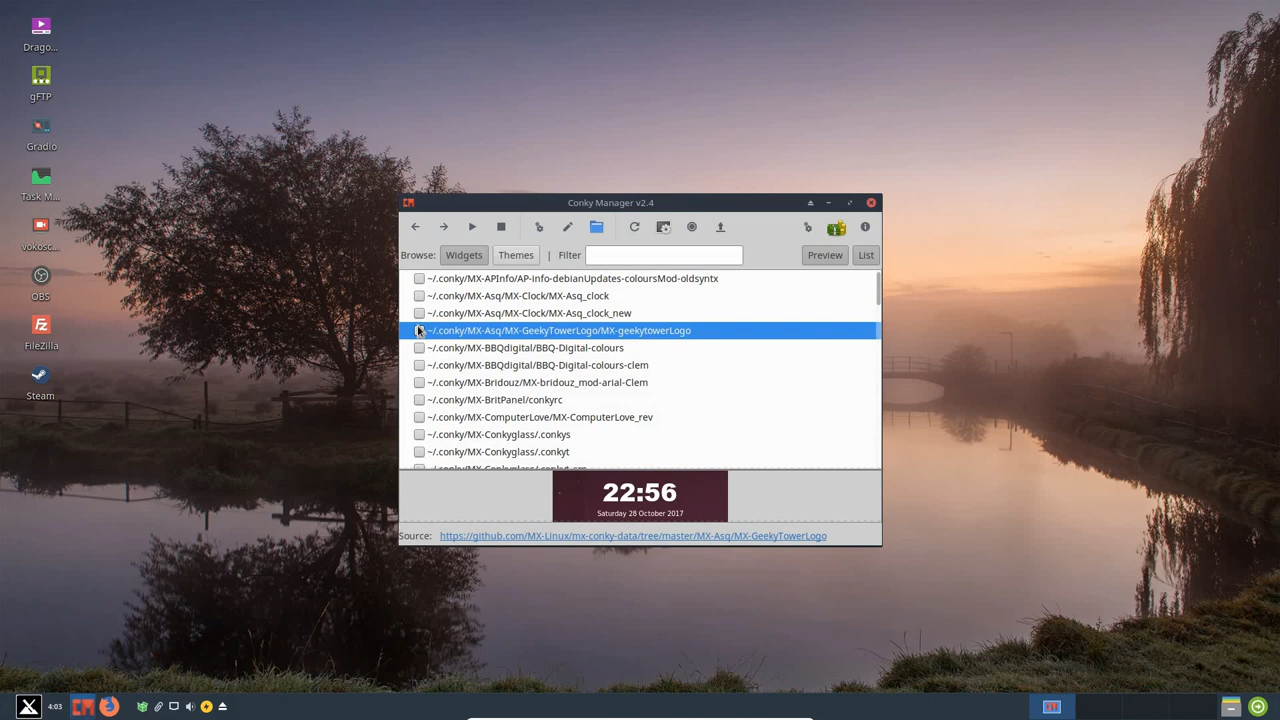 Drago...
gFTP
Gradio
Task M...
vokosc...
OBS
FileZilla
Steam
Conky Manager v2.4
Browse: Widgets Themes | Filter Preview List
~/.conky/MX-APInfo/AP-info-debianUpdates-coloursMod-oldsyntx
~/.conky/MX-Asq/MX-Clock/MX-Asq_clock
~/.conky/MX-Asq/MX-Clock/MX-Asq_clock_new
~/.conky/MX-Asq/MX-GeekyTowerLogo/MX-geekytowerLogo
~/.conky/MX-BBQdigital/BBQ-Digital-colours
~/.conky/MX-BBQdigital/BBQ-Digital-colours-clem
~/.conky/MX-Bridouz/MX-bridouz_mod-arial-Clem
~/.conky/MX-BritPanel/conkyrc
~/.conky/MX-ComputerLove/MX-ComputerLove_rev
~/.conky/MX-Conkyglass/.conkys
~/.conky/MX-Conkyglass/.conkyt
22:56
Saturday 28 October 2017
Source: https://github.com/MX-Linux/mx-conky-data/tree/master/MX-Asq/MX-GeekyTowerLogo
4:03